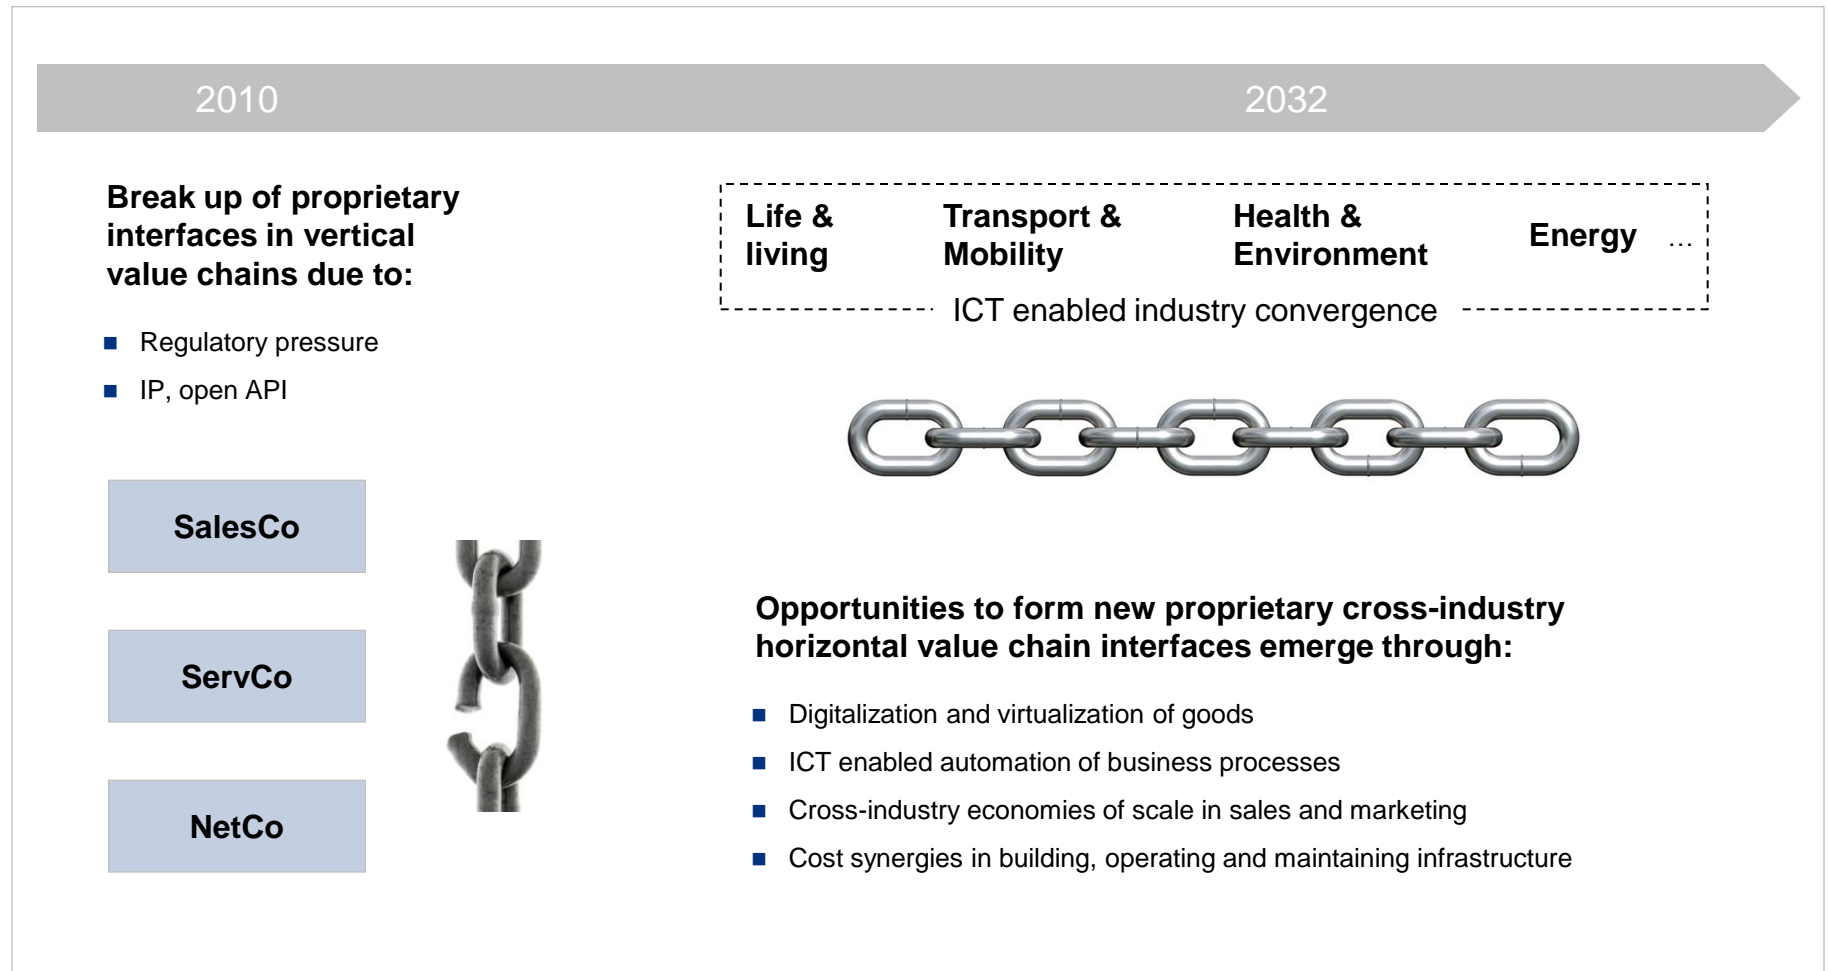 2010
2032
Break up of proprietary
interfaces in vertical
value chains due to:
Regulatory pressure
IP, open API
SalesCo
ServCo
NetCo
Life &
living
Transport &
Mobility
Health &
Environment
Energy
...
ICT enabled industry convergence
Opportunities to form new proprietary cross-industry
horizontal value chain interfaces emerge through:
Digitalization and virtualization of goods
ICT enabled automation of business processes
Cross-industry economies of scale in sales and marketing
Cost synergies in building, operating and maintaining infrastructure